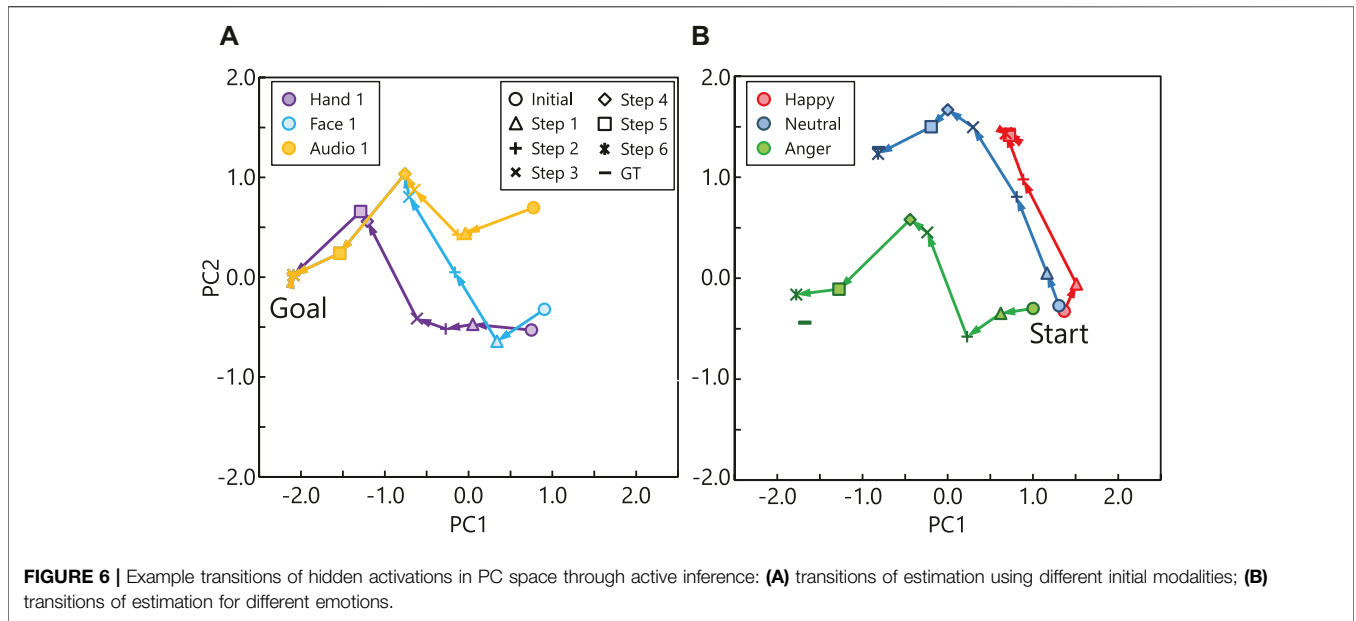 A
B
2.0
1.0
0.0
-1.0
-2.0
PC2
-2.0 -1.0 0.0 1.0 2.0
PC1
Hand 1
Face 1
Audio 1
Initial
Step 1
Step 2
Step 3
Step 4
Step 5
Step 6
GT
Goal
2.0
1.0
0.0
-1.0
-2.0
-2.0 -1.0 0.0 1.0 2.0
PC1
Happy
Neutral
Anger
Start
FIGURE 6 | Example transitions of hidden activations in PC space through active inference: (A) transitions of estimation using different initial modalities; (B)
transitions of estimation for different emotions.